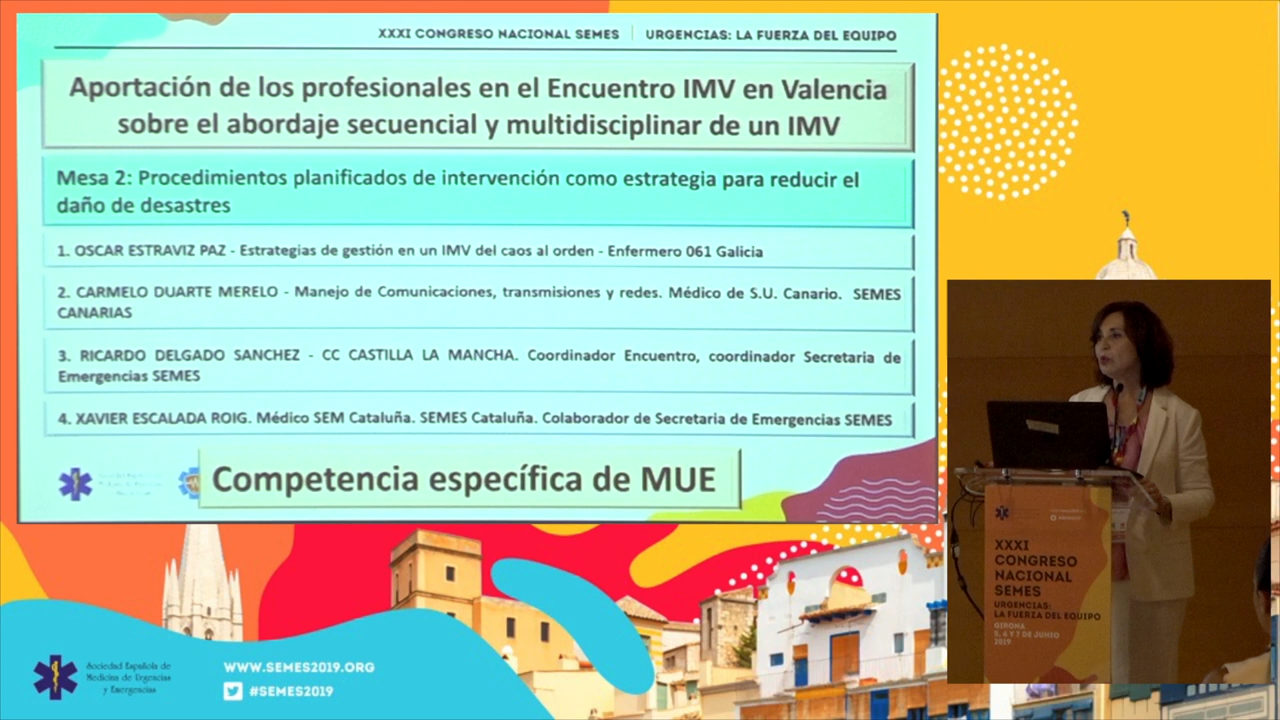 XXXI CONGRESO NACIONAL SEMES | URGENCIAS: LA FUERZA DEL EQUIPO
Aportación de los profesionales en el Encuentro IMV en Valencia
sobre el abordaje secuencial y multidisciplinar de un IMV
Mesa 2: Procedimientos planificados de intervención como estrategia para reducir el
daño de desastres
1. OSCAR ESTRAVIZ PAZ - Estrategias de gestión en un IMV del caos al orden - Enfermero 061 Galicia
2. CARMELO DUARTE MERELO - Manejo de Comunicaciones, transmisiones y redes. Médico de S.U. Canario. SEMES
CANARIAS
3. RICARDO DELGADO SANCHEZ - CC CASTILLA LA MANCHA. Coordinador Encuentro, coordinador Secretaria de
Emergencias SEMES
4. XAVIER ESCALADA ROIG. Médico SEM Cataluña. SEMES Cataluña. Colaborador de Secretaria de Emergencias SEMES
Competencia específica de MUE
XXXI
CONGRESO
NACIONAL
SEMES
URGENCIAS:
LA FUERZA DEL EQUIPO
GIRONA
5, 6 Y 7 DE JUNIO
2019
Sociedad Española de
Medicina de Urgencias
y Emergencias
WWW.SEMES2019.ORG
#SEMES2019